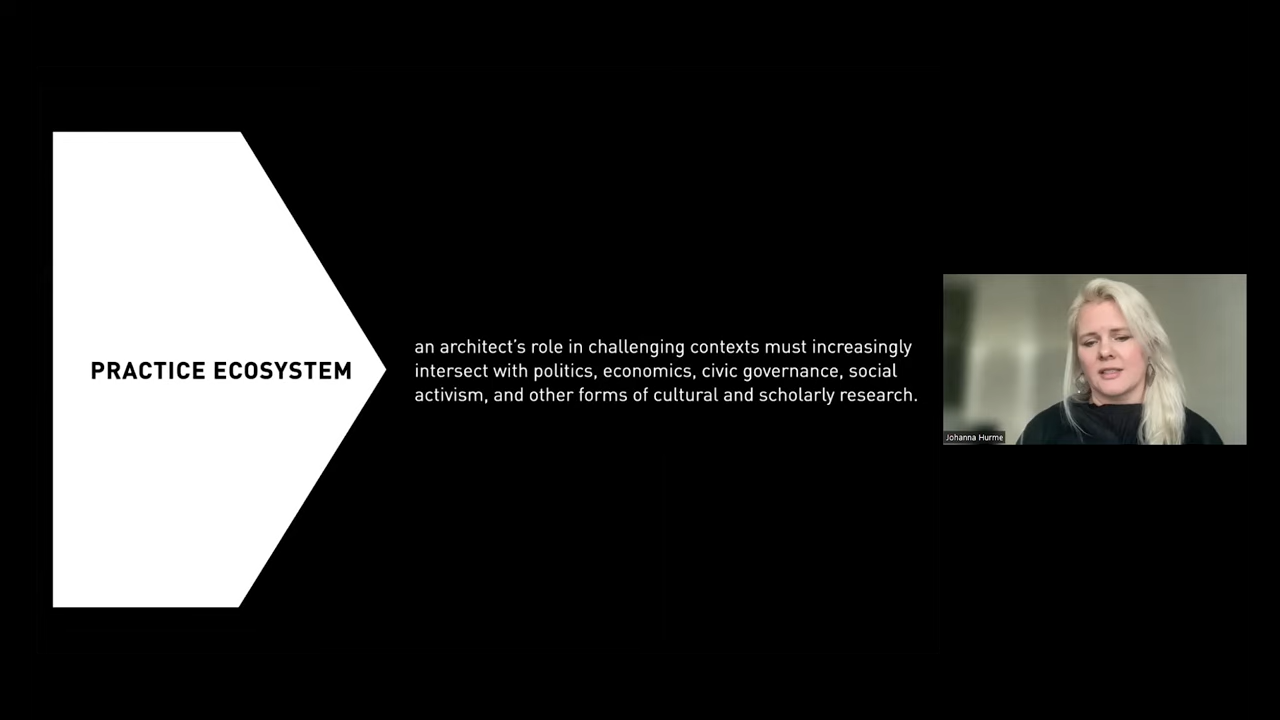 PRACTICE ECOSYSTEM
an architect's role in challenging contexts must increasingly
intersect with politics, economics, civic governance, social
activism, and other forms of cultural and scholarly research.
Johanna Hurme